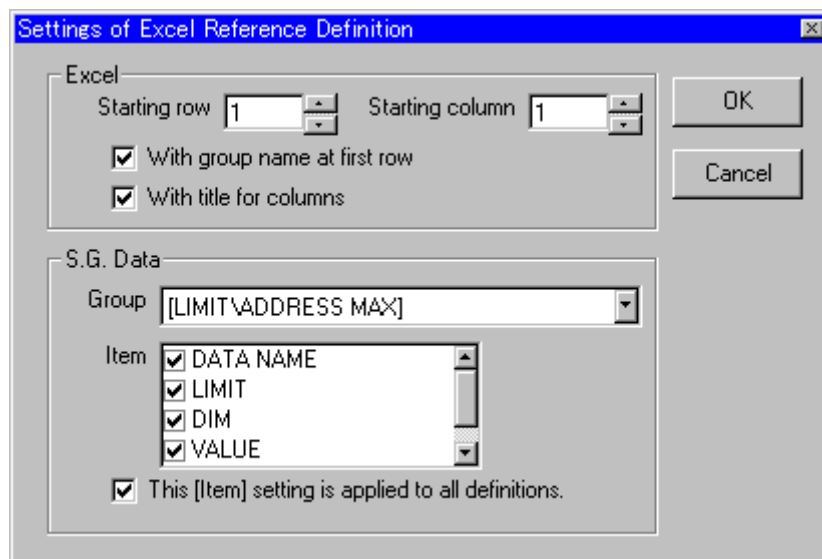 Settings of Excel Reference Definition
Excel
Starting row 1 Starting column 1
With group name at first row
With title for columns
OK
Cancel
S.G. Data
Group [LIMIT\ADDRESS MAX]
Item DATA NAME
LIMIT
DIM
VALUE
This [Item] setting is applied to all definitions.